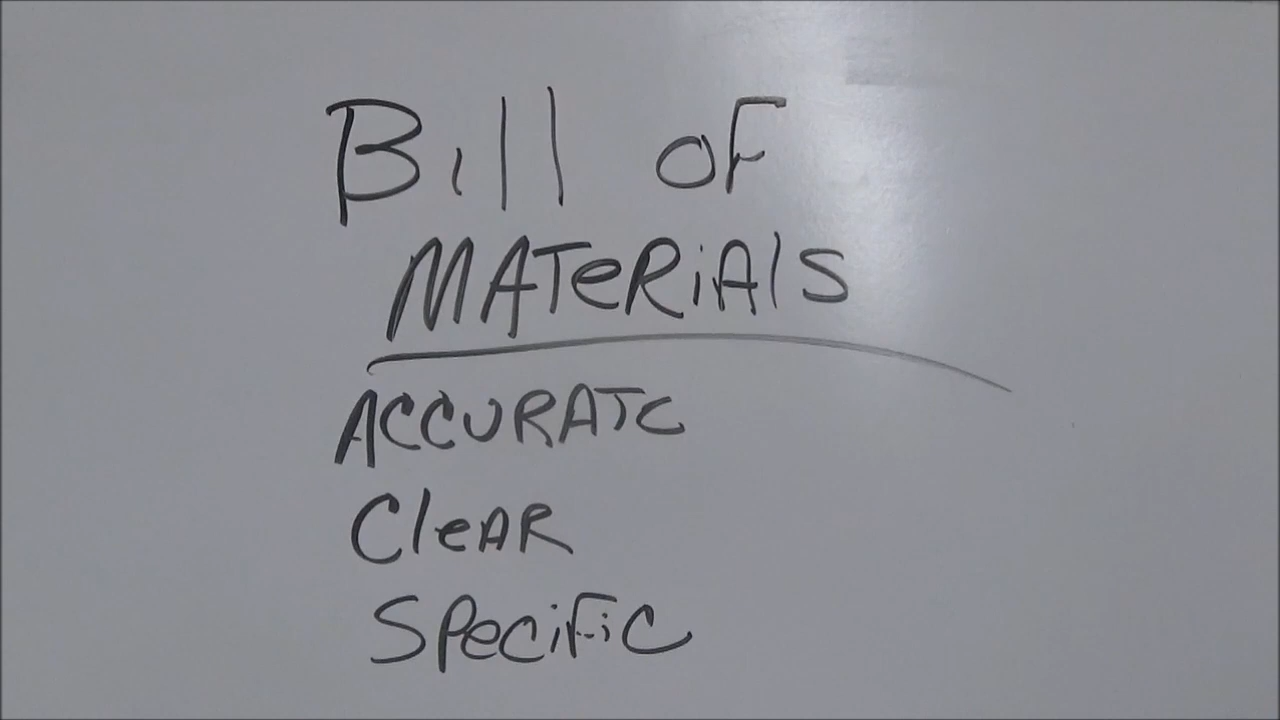 Bill of
MATeRiAls
ACCURATe
CleAR
SPeciFic